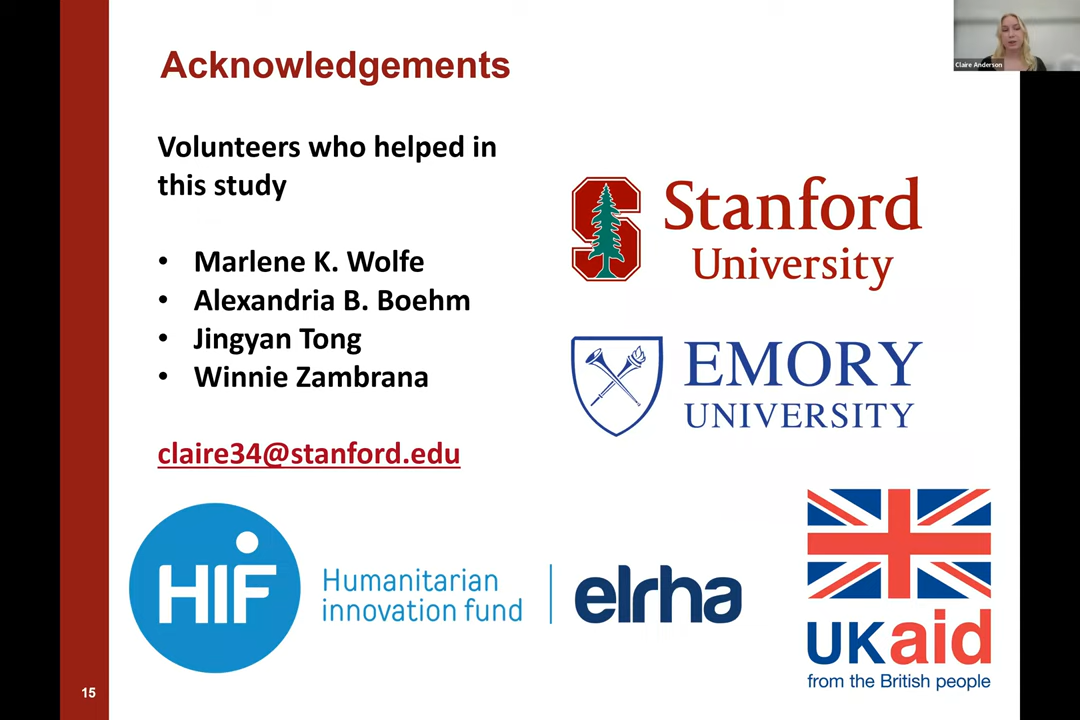 Acknowledgements
Claire Anderson
Volunteers who helped in
this study
• Marlene K. Wolfe
• Alexandria B. Boehm
• Jingyan Tong
• Winnie Zambrana
claire34@stanford.edu
Stanford
University
EMORY
UNIVERSITY
HIF
Humanitarian
innovation fund
elrha
UKaid
from the British people
15